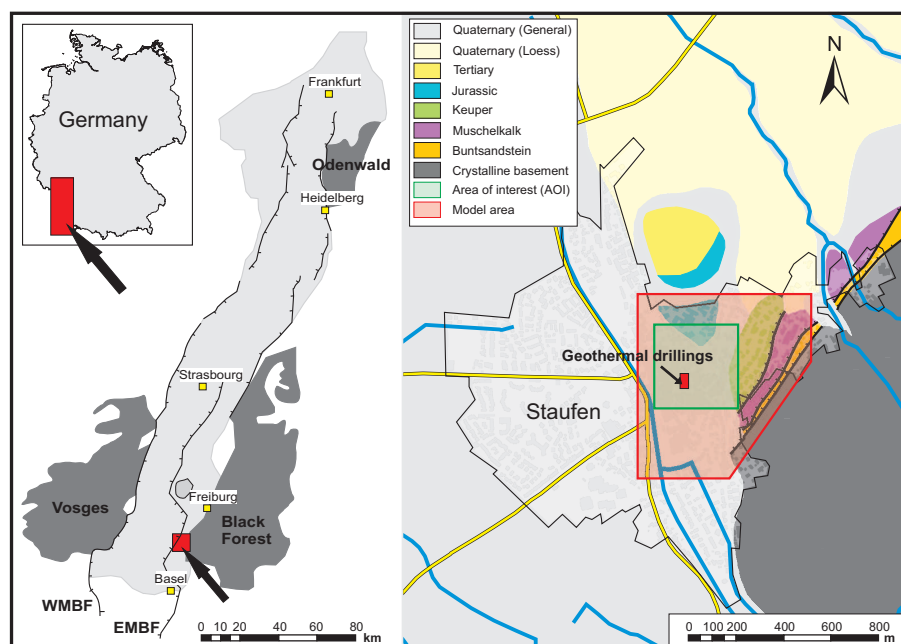 Germany
Frankfurt
Odenwald
Heidelberg
Strasbourg
Vosges
Freiburg
Black
Forest
Basel
WMBF
EMBF
0 10 20 40 60 80
km
Quaternary (General)
Quaternary (Loess)
Tertiary
Jurassic
Keuper
Muschelkalk
Buntsandstein
Crystalline basement
Area of interest (AOI)
Model area
N
Geothermal drillings
Staufen
0 100 200 400 600 800
m